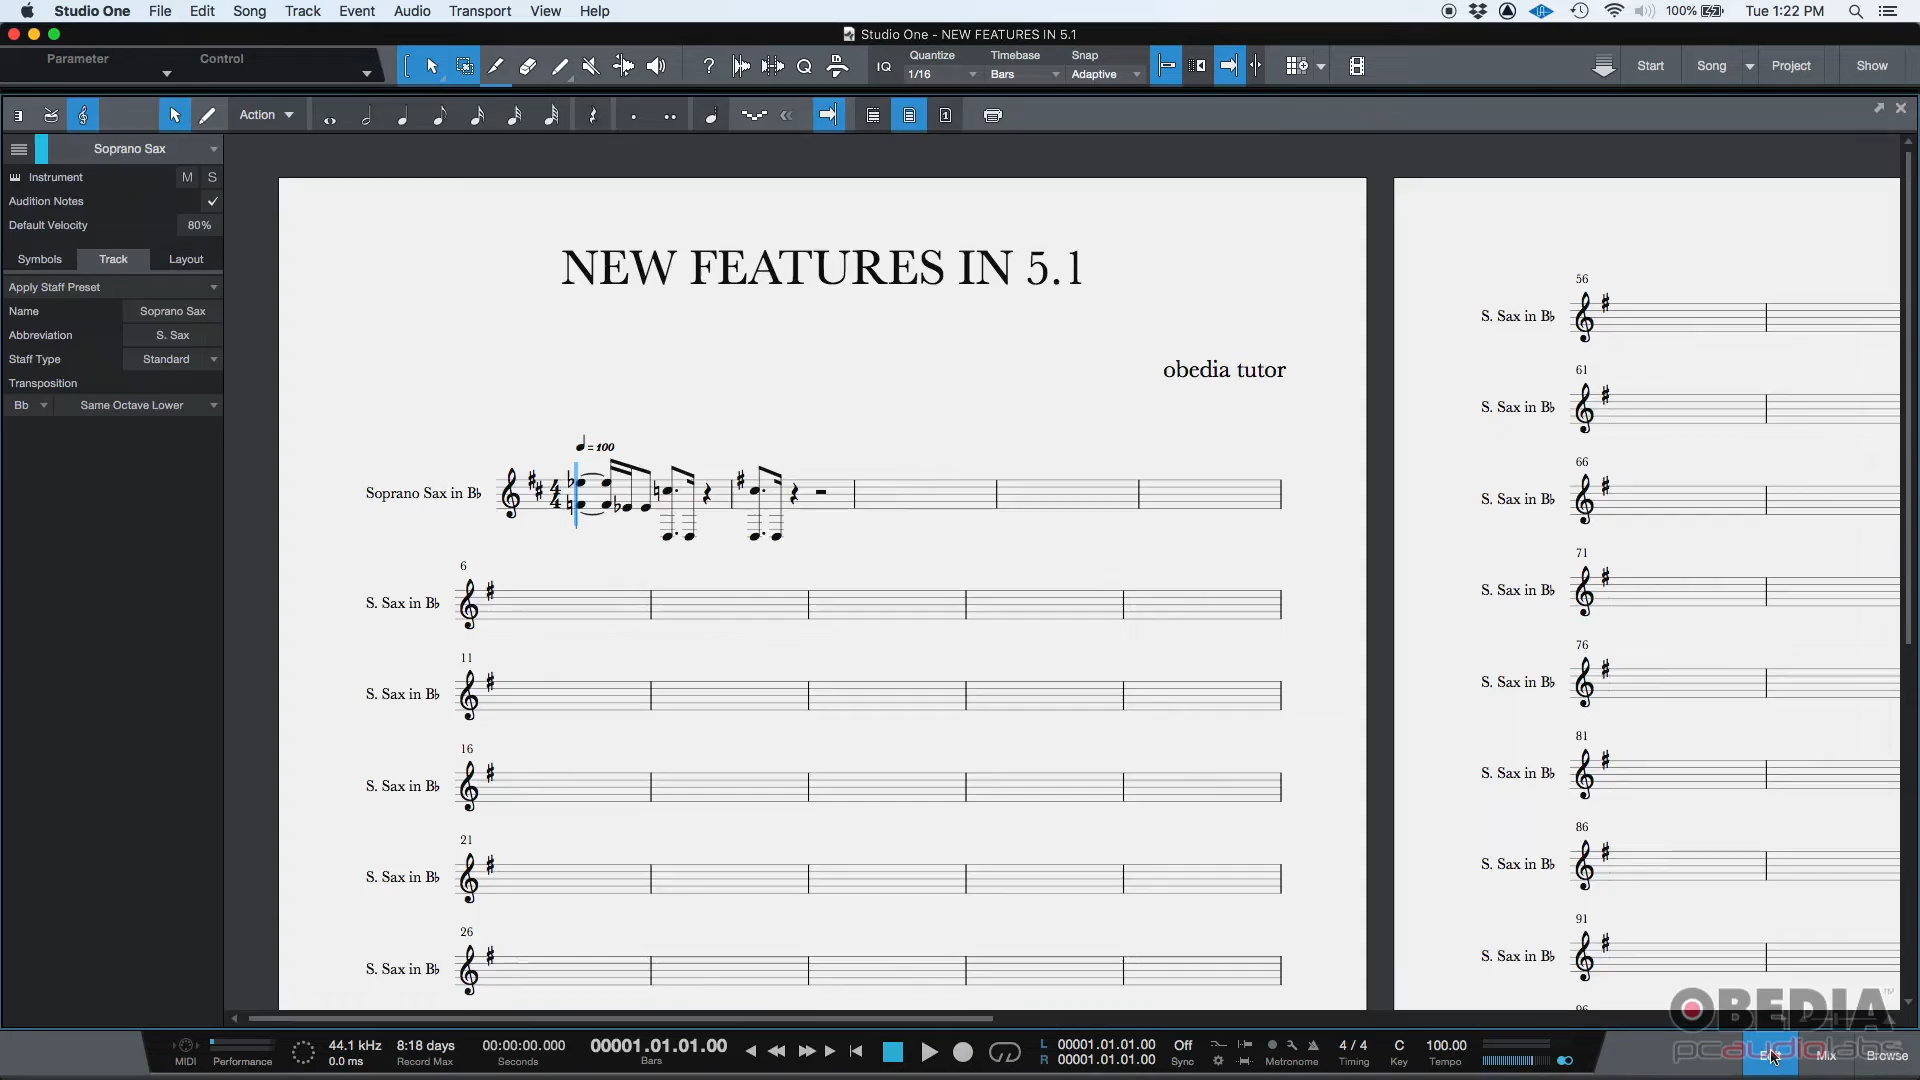 Studio One File Edit Song Track Event Audio Transport View Help 100% Tue 1:22 PM
Studio One - NEW FEATURES IN 5.1
Parameter Control ? IQ Quantize 1/16 Timebase Bars Snap Adaptive Start Song Project Show
Action
Soprano Sax
Instrument M S
Audition Notes
Default Velocity 80%
Symbols Track Layout
Apply Staff Preset
Name Soprano Sax
Abbreviation S. Sax
Staff Type Standard
Transposition
Bb Same Octave Lower
NEW FEATURES IN 5.1
obedia tutor
= 100
Soprano Sax in B♭ 4/4
6
S. Sax in B♭
11
S. Sax in B♭
16
S. Sax in B♭
21
S. Sax in B♭
26
S. Sax in B♭
56
S. Sax in B♭
61
S. Sax in B♭
66
S. Sax in B♭
71
S. Sax in B♭
76
S. Sax in B♭
81
S. Sax in B♭
86
S. Sax in B♭
91
S. Sax in B♭
OBEDIA™
pcaudiolabs
MIDI Performance
44.1 kHz
0.0 ms
8:18 days
Record Max
00:00:00.000
Seconds
00001.01.01.00
Bars
L 00001.01.01.00
R 00001.01.01.00
Off
Sync
Metronome
4 / 4
Timing
C
Key
100.00
Tempo
Edit Mix Browse